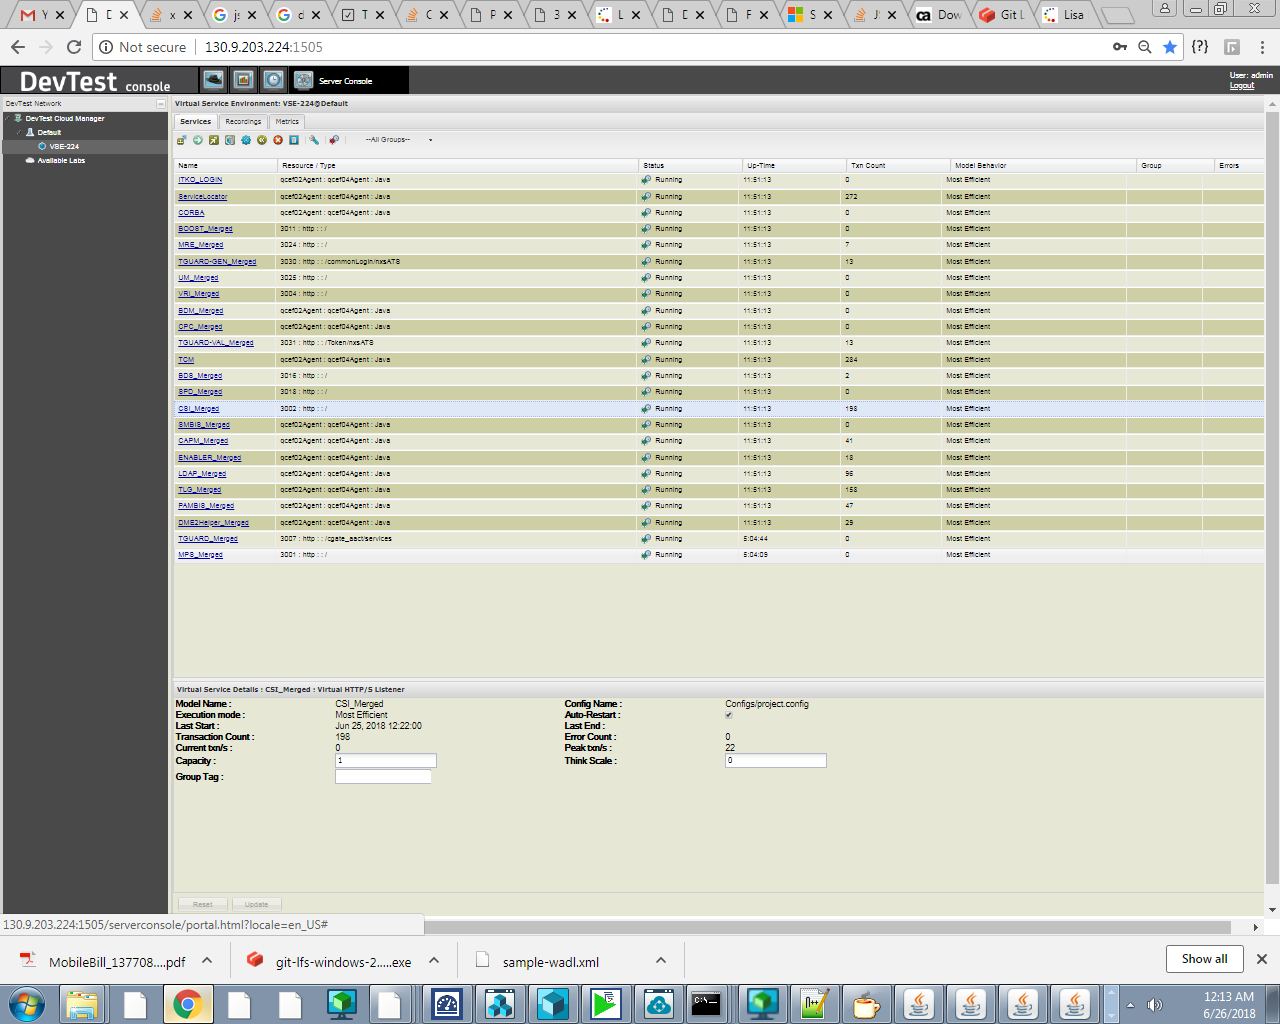 Y
D
x
js
d
T
C
P
3
L
D
F
S
JS
Dow
Git L
Lisa
Not secure 130.9.203.224:1505
{?}
DevTest console
Server Console
User: admin
Logout
DevTest Network
DevTest Cloud Manager
Default
VSE-224
Available Labs
Virtual Service Environment: VSE-224@Default
Services Recordings Metrics
--All Groups--
Name Resource / Type Status Up-Time Txn Count Model Behavior Group Errors
ITKO_LOGIN qcef02Agent : qcef04Agent : Java Running 11:51:13 0 Most Efficient
ServiceLocator qcef02Agent : qcef04Agent : Java Running 11:51:13 272 Most Efficient
CORBA qcef02Agent : qcef04Agent : Java Running 11:51:13 0 Most Efficient
BOOST_Merged 3011 : http : : / Running 11:51:13 0 Most Efficient
MRE_Merged 3024 : http : : / Running 11:51:13 7 Most Efficient
TGUARD-GEN_Merged 3030 : http : : /commonLogin/nxsATS Running 11:51:13 13 Most Efficient
UM_Merged 3025 : http : : / Running 11:51:13 0 Most Efficient
VRI_Merged 3004 : http : : / Running 11:51:13 0 Most Efficient
BDM_Merged qcef02Agent : qcef04Agent : Java Running 11:51:13 0 Most Efficient
CPC_Merged qcef02Agent : qcef04Agent : Java Running 11:51:13 0 Most Efficient
TGUARD-VAL_Merged 3031 : http : : /Token/nxsATS Running 11:51:13 13 Most Efficient
TCM qcef02Agent : qcef04Agent : Java Running 11:51:13 284 Most Efficient
BDS_Merged 3016 : http : : / Running 11:51:13 2 Most Efficient
SPD_Merged 3018 : http : : / Running 11:51:13 0 Most Efficient
CSI_Merged 3002 : http : : / Running 11:51:13 198 Most Efficient
SMBIS_Merged qcef02Agent : qcef04Agent : Java Running 11:51:13 0 Most Efficient
CAPM_Merged qcef02Agent : qcef04Agent : Java Running 11:51:13 41 Most Efficient
ENABLER_Merged qcef02Agent : qcef04Agent : Java Running 11:51:13 18 Most Efficient
LDAP_Merged qcef02Agent : qcef04Agent : Java Running 11:51:13 96 Most Efficient
TLG_Merged qcef02Agent : qcef04Agent : Java Running 11:51:13 158 Most Efficient
PAMBIS_Merged qcef02Agent : qcef04Agent : Java Running 11:51:13 47 Most Efficient
DME2Helper_Merged qcef02Agent : qcef04Agent : Java Running 11:51:13 29 Most Efficient
TGUARD_Merged 3007 : http : : /cgate_aact/services Running 5:04:44 0 Most Efficient
MPS_Merged 3001 : http : : / Running 5:04:09 0 Most Efficient
Virtual Service Details : CSI_Merged : Virtual HTTP/S Listener
Model Name : CSI_Merged Config Name : Configs/project.config
Execution mode : Most Efficient Auto-Restart :
Last Start : Jun 25, 2018 12:22:00 Last End :
Transaction Count : 198 Error Count : 0
Current txn/s : 0 Peak txn/s : 22
Capacity : 1 Think Scale : 0
Group Tag :
Reset Update
130.9.203.224:1505/serverconsole/portal.html?locale=en_US#
MobileBill_137708....pdf git-lfs-windows-2.....exe sample-wadl.xml Show all
12:13 AM
6/26/2018